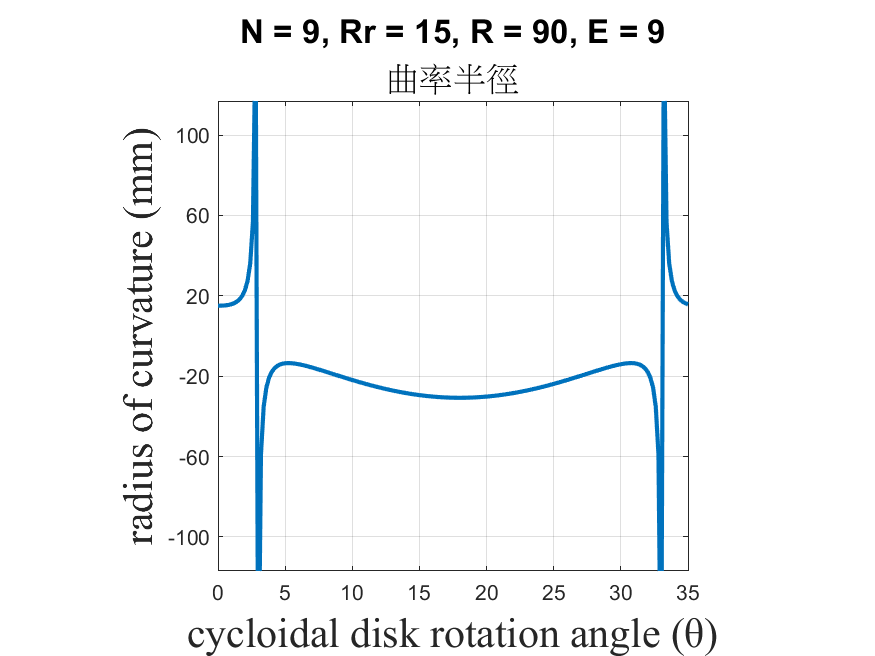 N = 9, Rr = 15, R = 90, E = 9
曲率半徑
radius of curvature (mm)
100
60
20
-20
-60
-100
0 5 10 15 20 25 30 35
cycloidal disk rotation angle (θ)